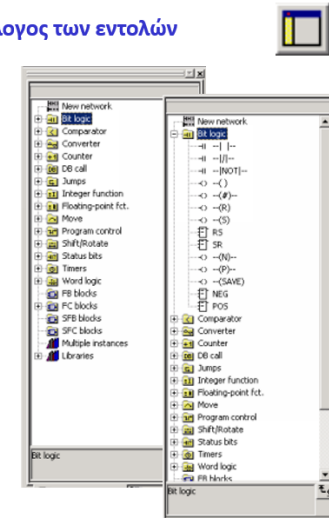 λογος των εντολών
New network
Bit logic
Comparator
Converter
Counter
DB call
Jumps
Integer function
Floating-point fct.
Move
Program control
Shift/Rotate
Status bits
Timers
Word logic
FB blocks
FC blocks
SFB blocks
SFC blocks
Multiple instances
Libraries
Bit logic
New network
Bit logic
--| |--
--|/|--
--|NOT|--
--( )
--(#)--
--(R)
--(S)
RS
SR
--(N)--
--(P)--
--(SAVE)
NEG
POS
Comparator
Converter
Counter
DB call
Jumps
Integer function
Floating-point fct.
Move
Program control
Shift/Rotate
Status bits
Timers
Word logic
FB blocks
Bit logic